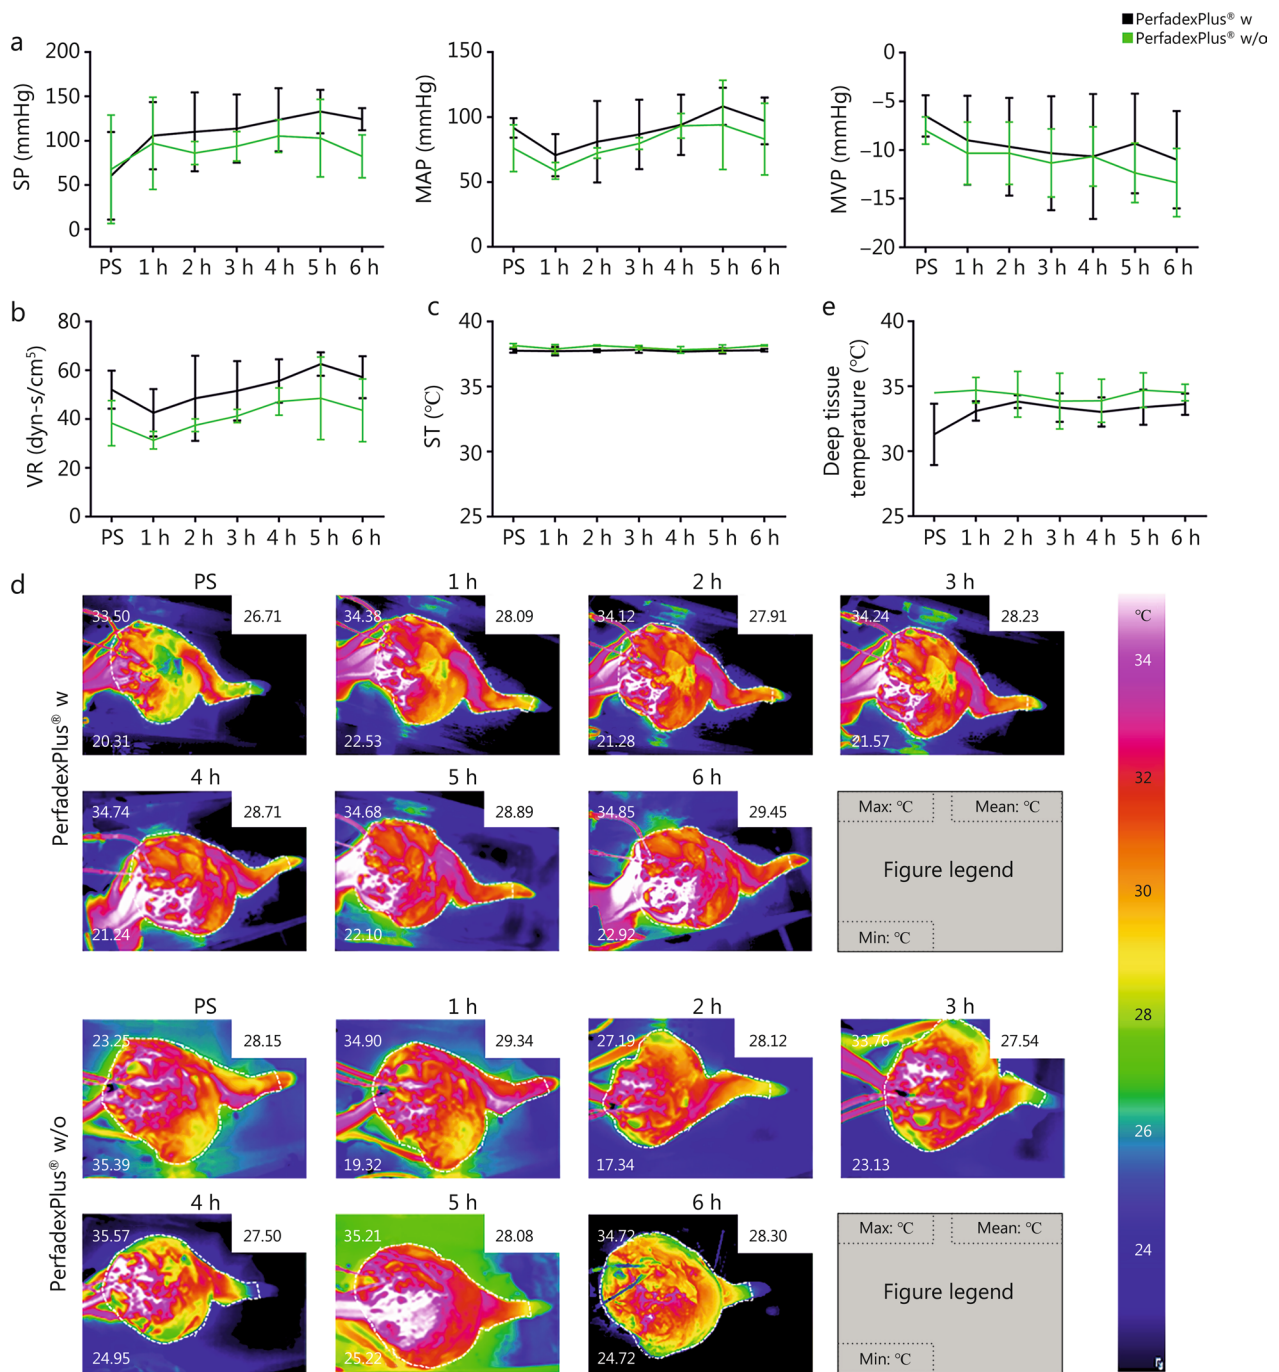 PerfadexPlus® w
PerfadexPlus® w/o
a
SP (mmHg)
200
150
100
50
0
PS 1 h 2 h 3 h 4 h 5 h 6 h
MAP (mmHg)
150
100
50
0
PS 1 h 2 h 3 h 4 h 5 h 6 h
MVP (mmHg)
0
−5
−10
−15
−20
PS 1 h 2 h 3 h 4 h 5 h 6 h
b
VR (dyn-s/cm⁵)
80
60
40
20
0
PS 1 h 2 h 3 h 4 h 5 h 6 h
c
ST (℃)
40
35
30
25
PS 1 h 2 h 3 h 4 h 5 h 6 h
e
Deep tissue
temperature (℃)
40
35
30
25
PS 1 h 2 h 3 h 4 h 5 h 6 h
d
PerfadexPlus® w
PS 1 h 2 h 3 h
33.50 26.71 34.38 28.09 34.12 27.91 34.24 28.23
20.31 22.53 21.28 21.57
4 h 5 h 6 h
34.74 28.71 34.68 28.89 34.85 29.45 Max: ℃ Mean: ℃
Figure legend
21.24 22.10 22.92 Min: ℃
PerfadexPlus® w/o
PS 1 h 2 h 3 h
23.25 28.15 34.90 29.34 27.19 28.12 33.76 27.54
35.39 19.32 17.34 23.13
4 h 5 h 6 h
35.57 27.50 35.21 28.08 34.72 28.30 Max: ℃ Mean: ℃
Figure legend
24.95 25.22 24.72 Min: ℃
℃
34
32
30
28
26
24